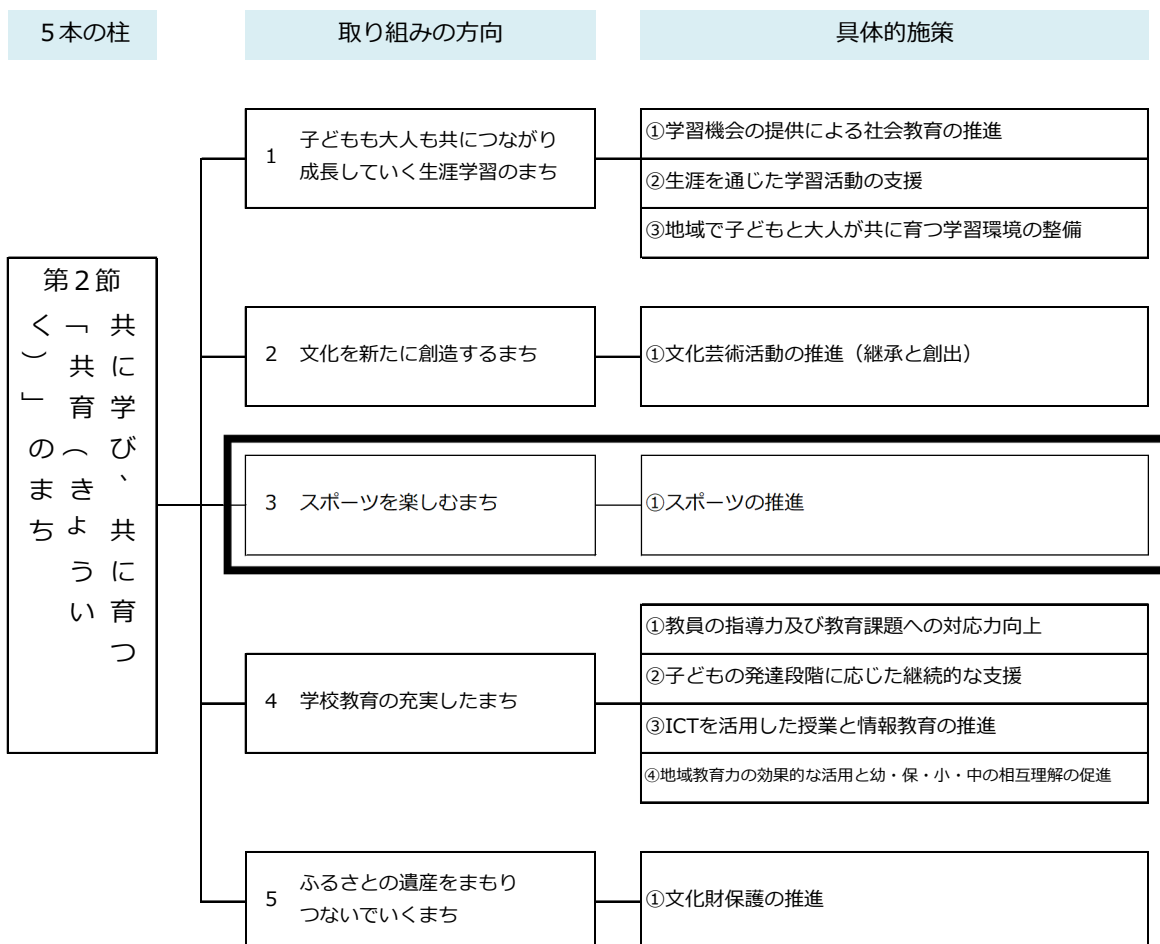 5本の柱
取り組みの方向
具体的施策
第2節
共に学び、共に育つ
「共育(きょうい
く)」のまち
1 子どもも大人も共につながり
成長していく生涯学習のまち
①学習機会の提供による社会教育の推進
②生涯を通じた学習活動の支援
③地域で子どもと大人が共に育つ学習環境の整備
2 文化を新たに創造するまち
①文化芸術活動の推進（継承と創出）
3 スポーツを楽しむまち
①スポーツの推進
4 学校教育の充実したまち
①教員の指導力及び教育課題への対応力向上
②子どもの発達段階に応じた継続的な支援
③ICTを活用した授業と情報教育の推進
④地域教育力の効果的な活用と幼・保・小・中の相互理解の促進
5 ふるさとの遺産をまもり
つないでいくまち
①文化財保護の推進